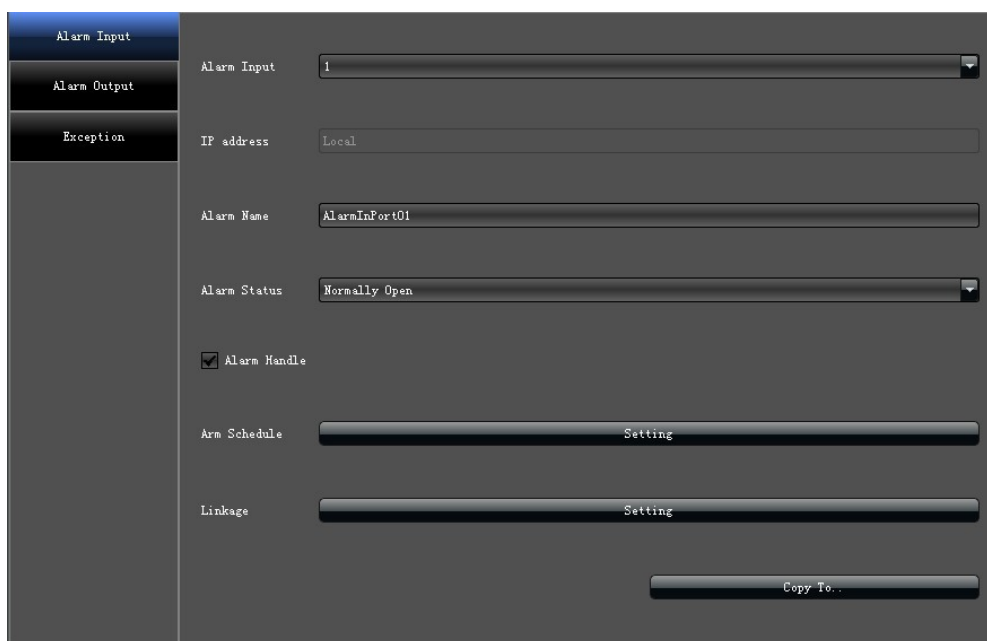 Alarm Input
Alarm Output
Exception
Alarm Input 1
IP address Local
Alarm Name AlarmInPort01
Alarm Status Normally Open
Alarm Handle
Arm Schedule Setting
Linkage Setting
Copy To..